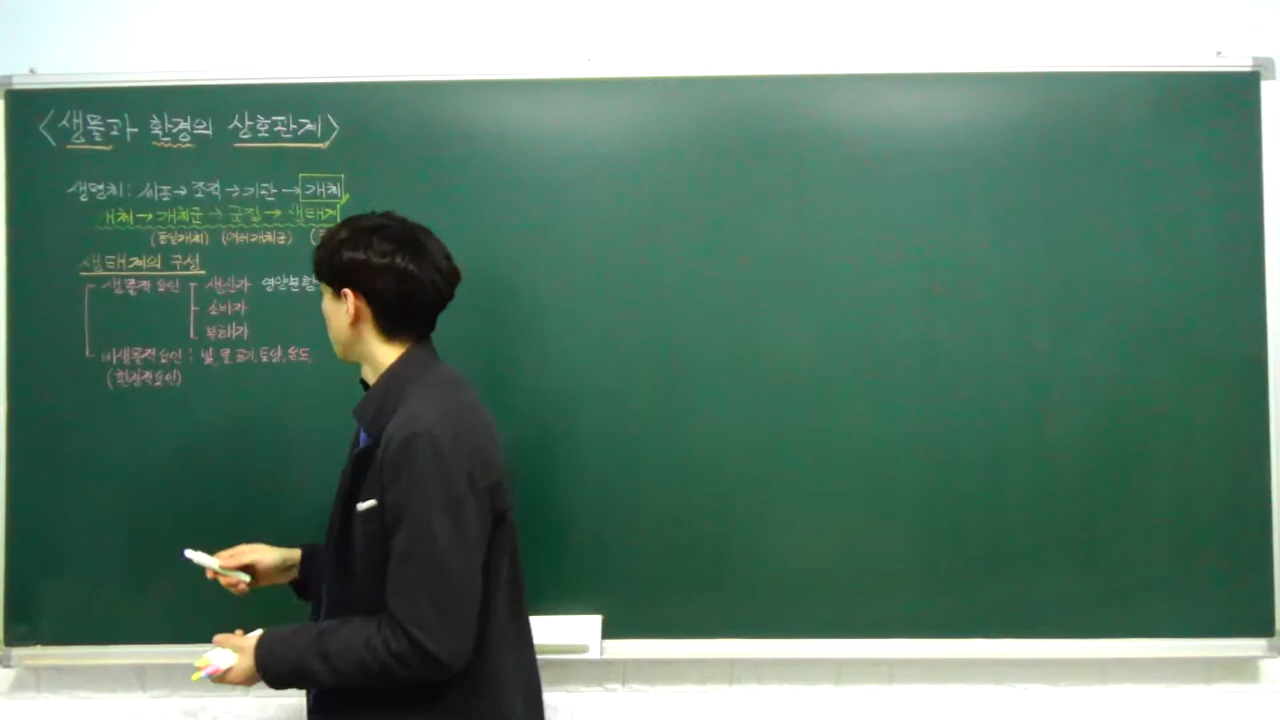 <생물과 환경의 상호관계>
생명체: 세포→ 조직 → 기관 → 개체
개체 → 개체군 → 군집 → 생태계
(동일개체) (여러개체군) (
생태계의 구성
생물적 요인 생산자 영양분
소비자
분해자
비생물적 요인 : 빛, 물, 공기, 토양, 온도
(환경적요인)